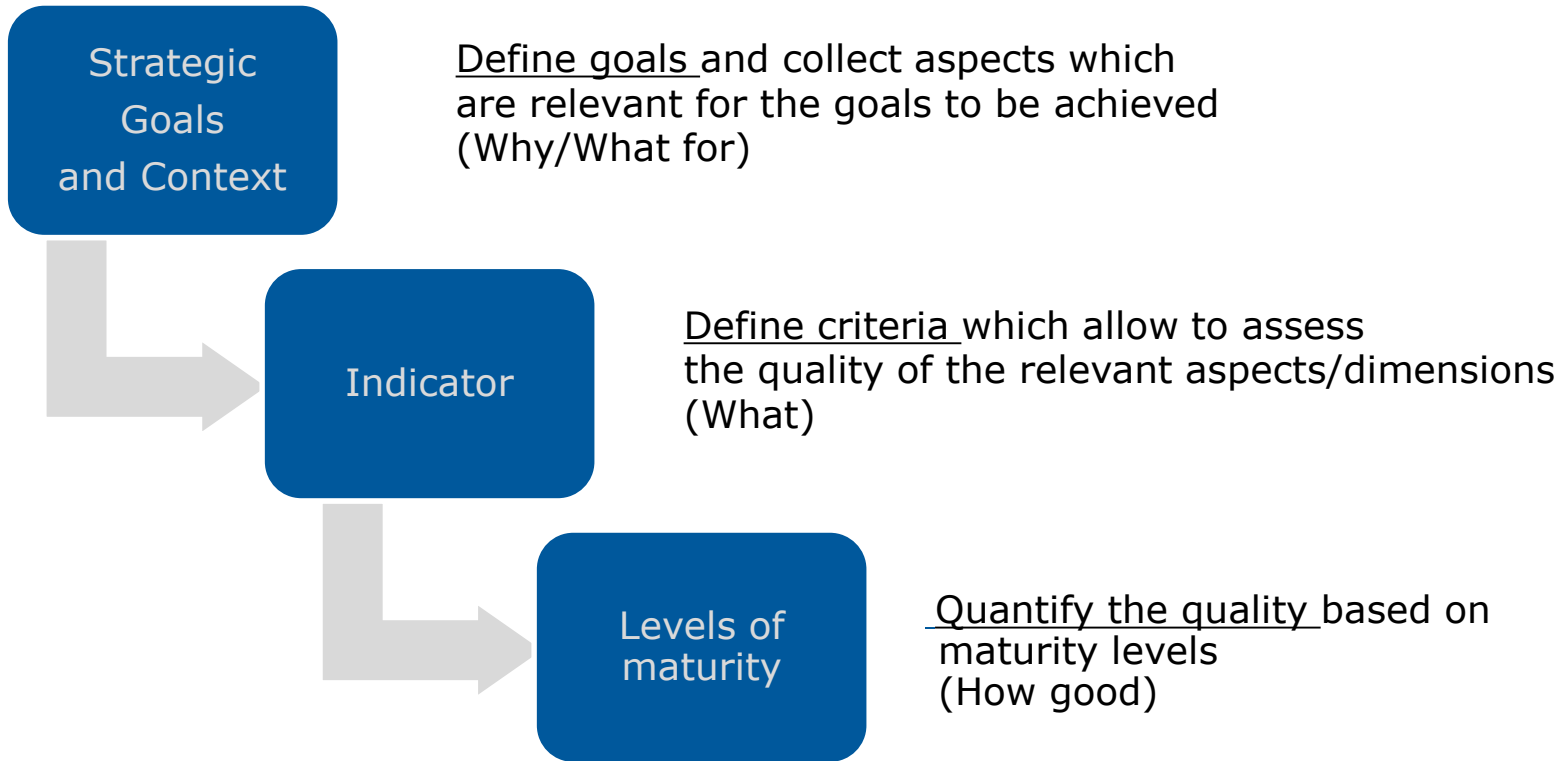 Strategic
Goals
and Context
Define goals and collect aspects which
are relevant for the goals to be achieved
(Why/What for)
Indicator
Define criteria which allow to assess
the quality of the relevant aspects/dimensions
(What)
Levels of
maturity
Quantify the quality based on
maturity levels
(How good)